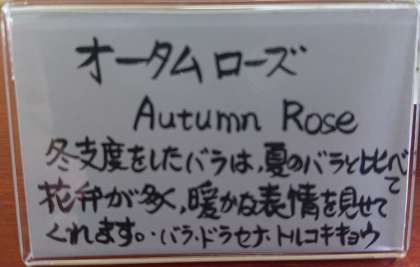 オータムローズ
Autumn Rose
冬支度をしたバラは、夏のバラと比べて
花弁が多く、暖かな表情を見せて
くれます。・バラ・ドラセナ・トルコキキョウ